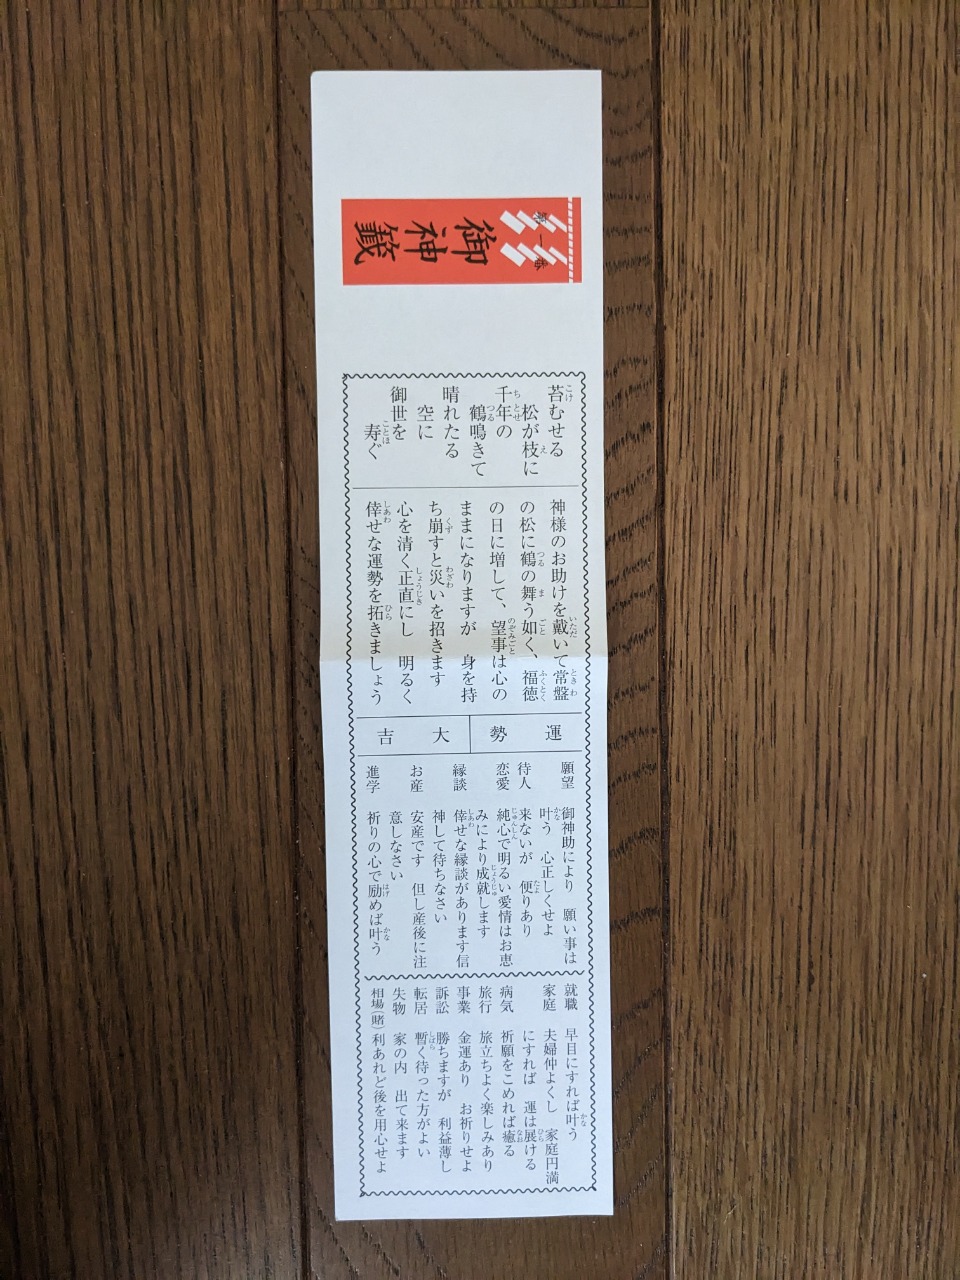 第一番
御神籤
苔むせる
松が枝に
千年の
鶴鳴きて
晴れたる
空に
御世を
寿ぐ
神様のお助けを戴いて常盤
の松に鶴の舞う如く、福徳
の日に増して、望事は心の
ままになりますが　身を持
ち崩すと災いを招きます
心を清く正直にし　明るく
倖せな運勢を拓きましょう
運勢
大吉
願望　御神助により　願い事は
叶う　心正しくせよ
待人　来ないが　便りあり
恋愛　純心で明るい愛情はお恵
みにより成就します
縁談　倖せな縁談があります信
神して待ちなさい
お産　安産です　但し産後に注
意しなさい
進学　祈りの心で励めば叶う
就職　早目にすれば叶う
家庭　夫婦仲よくし　家庭円満
にすれば　運は展ける
病気　祈願をこめれば癒る
旅行　旅立ちよく楽しみあり
事業　金運あり　お祈りせよ
訴訟　勝ちますが　利益薄し
転居　暫く待った方がよい
失物　家の内　出て来ます
相場(賭)　利あれど後を用心せよ